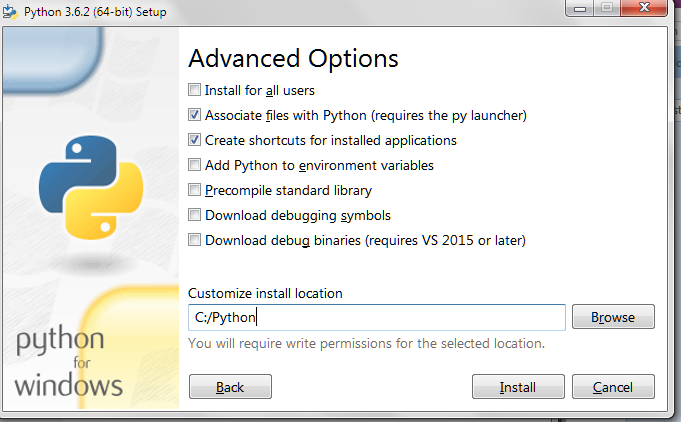 Python 3.6.2 (64-bit) Setup
Advanced Options
Install for all users
Associate files with Python (requires the py launcher)
Create shortcuts for installed applications
Add Python to environment variables
Precompile standard library
Download debugging symbols
Download debug binaries (requires VS 2015 or later)
Customize install location
C:/Python
Browse
You will require write permissions for the selected location.
python
for
windows
Back
Install
Cancel